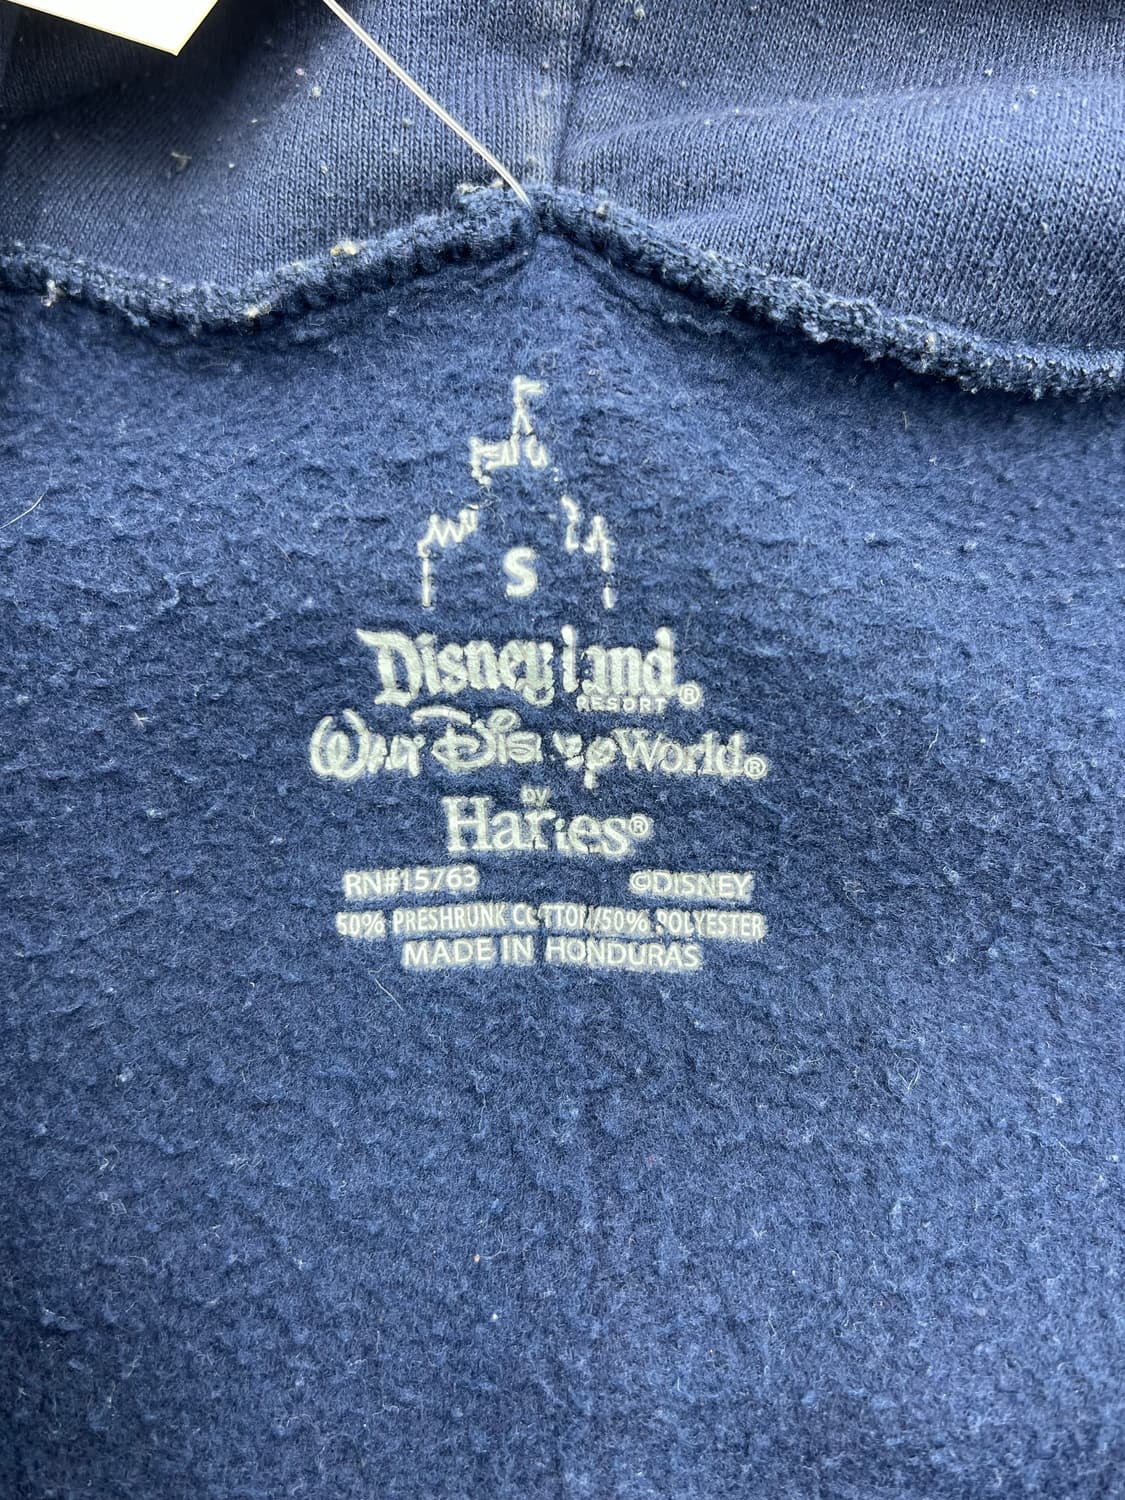 S
Disneyland
RESORT®
Walt Disney World®
by
Hanes®
RN#15763 ©DISNEY
50% PRESHRUNK COTTON/50% POLYESTER
MADE IN HONDURAS